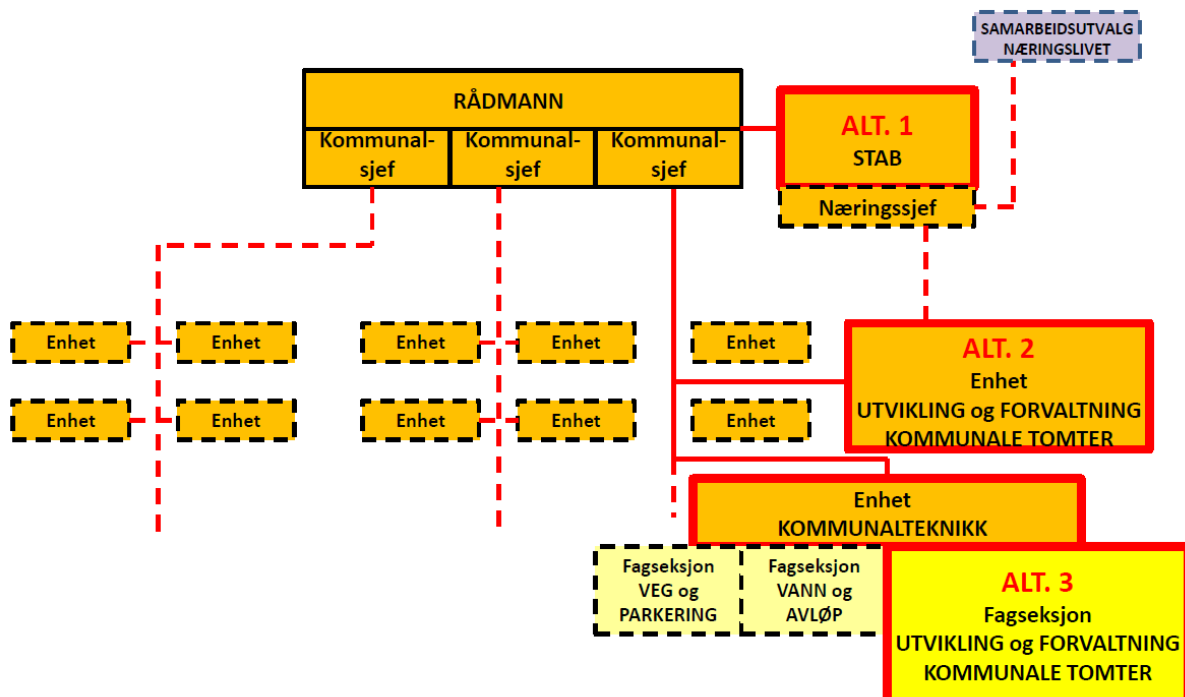 SAMARBEIDSUTVALG
NÆRINGSLIVET
RÅDMANN
Kommunal-
sjef
Kommunal-
sjef
Kommunal-
sjef
ALT. 1
STAB
Næringssjef
Enhet
Enhet
Enhet
Enhet
Enhet
Enhet
Enhet
Enhet
Enhet
Enhet
ALT. 2
Enhet
UTVIKLING og FORVALTNING
KOMMUNALE TOMTER
Enhet
KOMMUNALTEKNIKK
Fagseksjon
VEG og
PARKERING
Fagseksjon
VANN og
AVLØP
ALT. 3
Fagseksjon
UTVIKLING og FORVALTNING
KOMMUNALE TOMTER